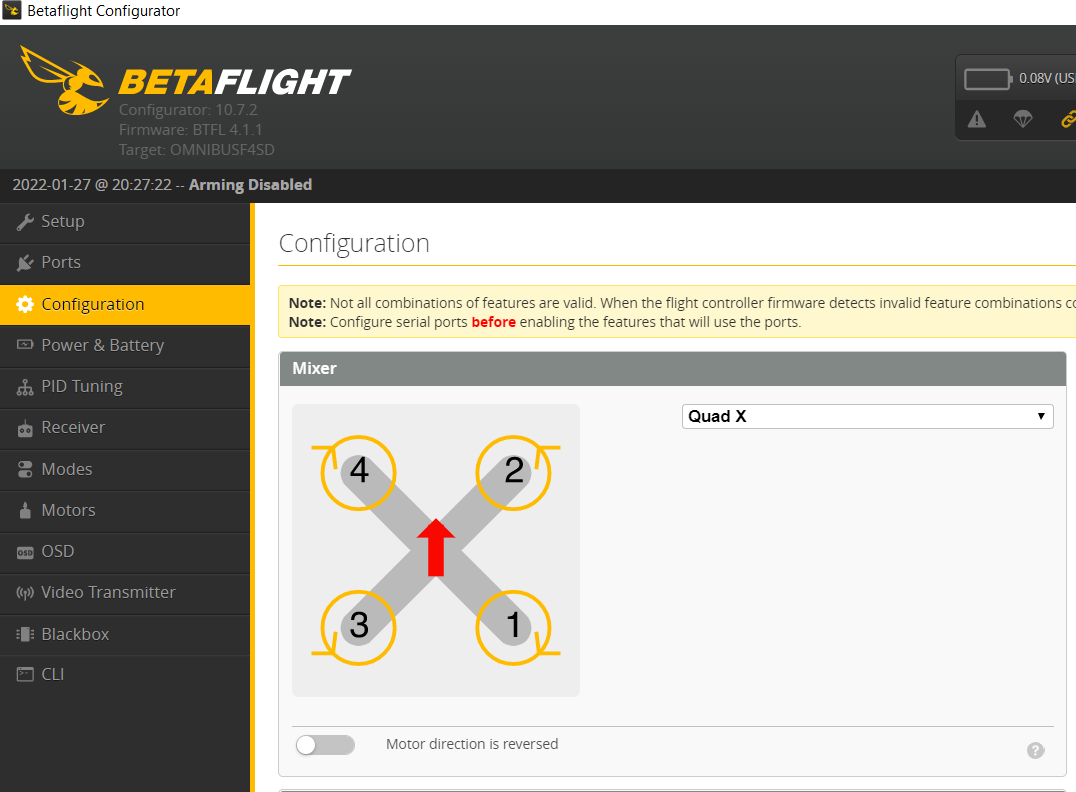 Betaflight Configurator
BETAFLIGHT
Configurator: 10.7.2
Firmware: BTFL 4.1.1
Target: OMNIBUSF4SD
0.08V (US
2022-01-27 @ 20:27:22 -- Arming Disabled
Setup
Ports
Configuration
Power & Battery
PID Tuning
Receiver
Modes
Motors
OSD
OSD
Video Transmitter
Blackbox
CLI
Configuration
Note: Not all combinations of features are valid. When the flight controller firmware detects invalid feature combinations co
Note: Configure serial ports before enabling the features that will use the ports.
Mixer
Quad X
4 2
3 1
Motor direction is reversed
?